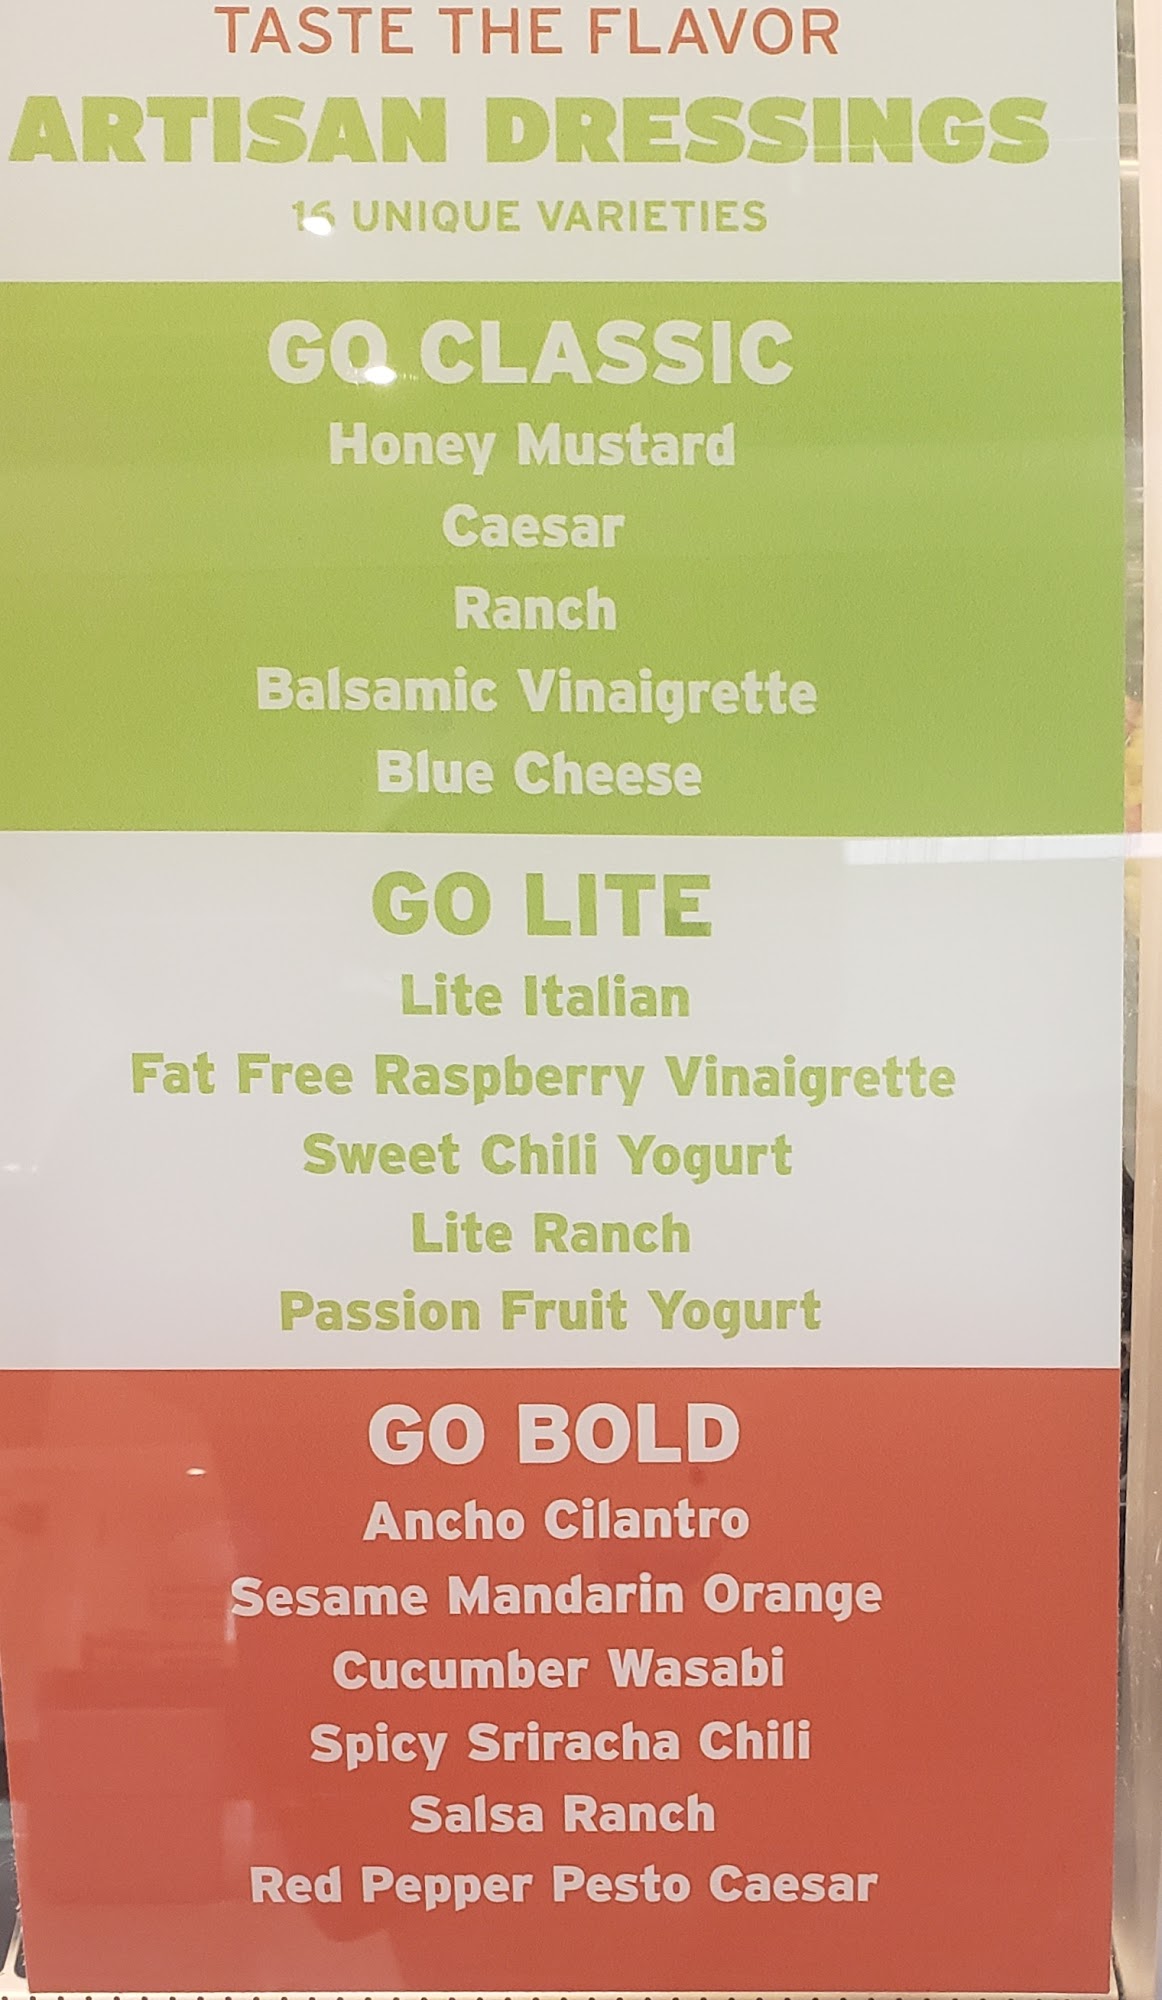 TASTE THE FLAVOR
ARTISAN DRESSINGS
16 UNIQUE VARIETIES
GO CLASSIC
Honey Mustard
Caesar
Ranch
Balsamic Vinaigrette
Blue Cheese
GO LITE
Lite Italian
Fat Free Raspberry Vinaigrette
Sweet Chili Yogurt
Lite Ranch
Passion Fruit Yogurt
GO BOLD
Ancho Cilantro
Sesame Mandarin Orange
Cucumber Wasabi
Spicy Sriracha Chili
Salsa Ranch
Red Pepper Pesto Caesar